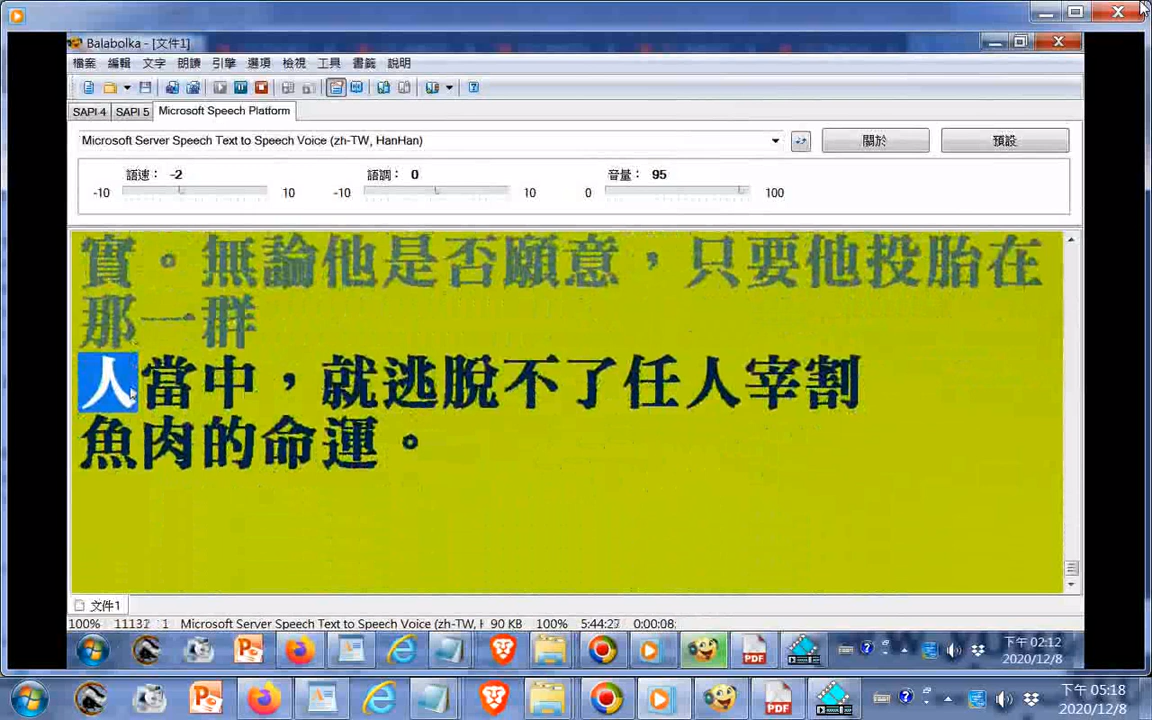 Balabolka - [文件1]
檔案 編輯 文字 朗讀 引擎 選項 檢視 工具 書籤 說明
SAPI 4 SAPI 5 Microsoft Speech Platform
Microsoft Server Speech Text to Speech Voice (zh-TW, HanHan)
關於 預設
語速： -2 語調： 0 音量： 95
-10 10 -10 10 0 100
實。無論他是否願意，只要他投胎在
那一群
人當中，就逃脫不了任人宰割
魚肉的命運。
文件1
100% 11132 1 Microsoft Server Speech Text to Speech Voice (zh-TW, H 90 KB 100% 5:44:27 0:00:08
PDF
下午 02:12
2020/12/8
PDF
下午 05:18
2020/12/8